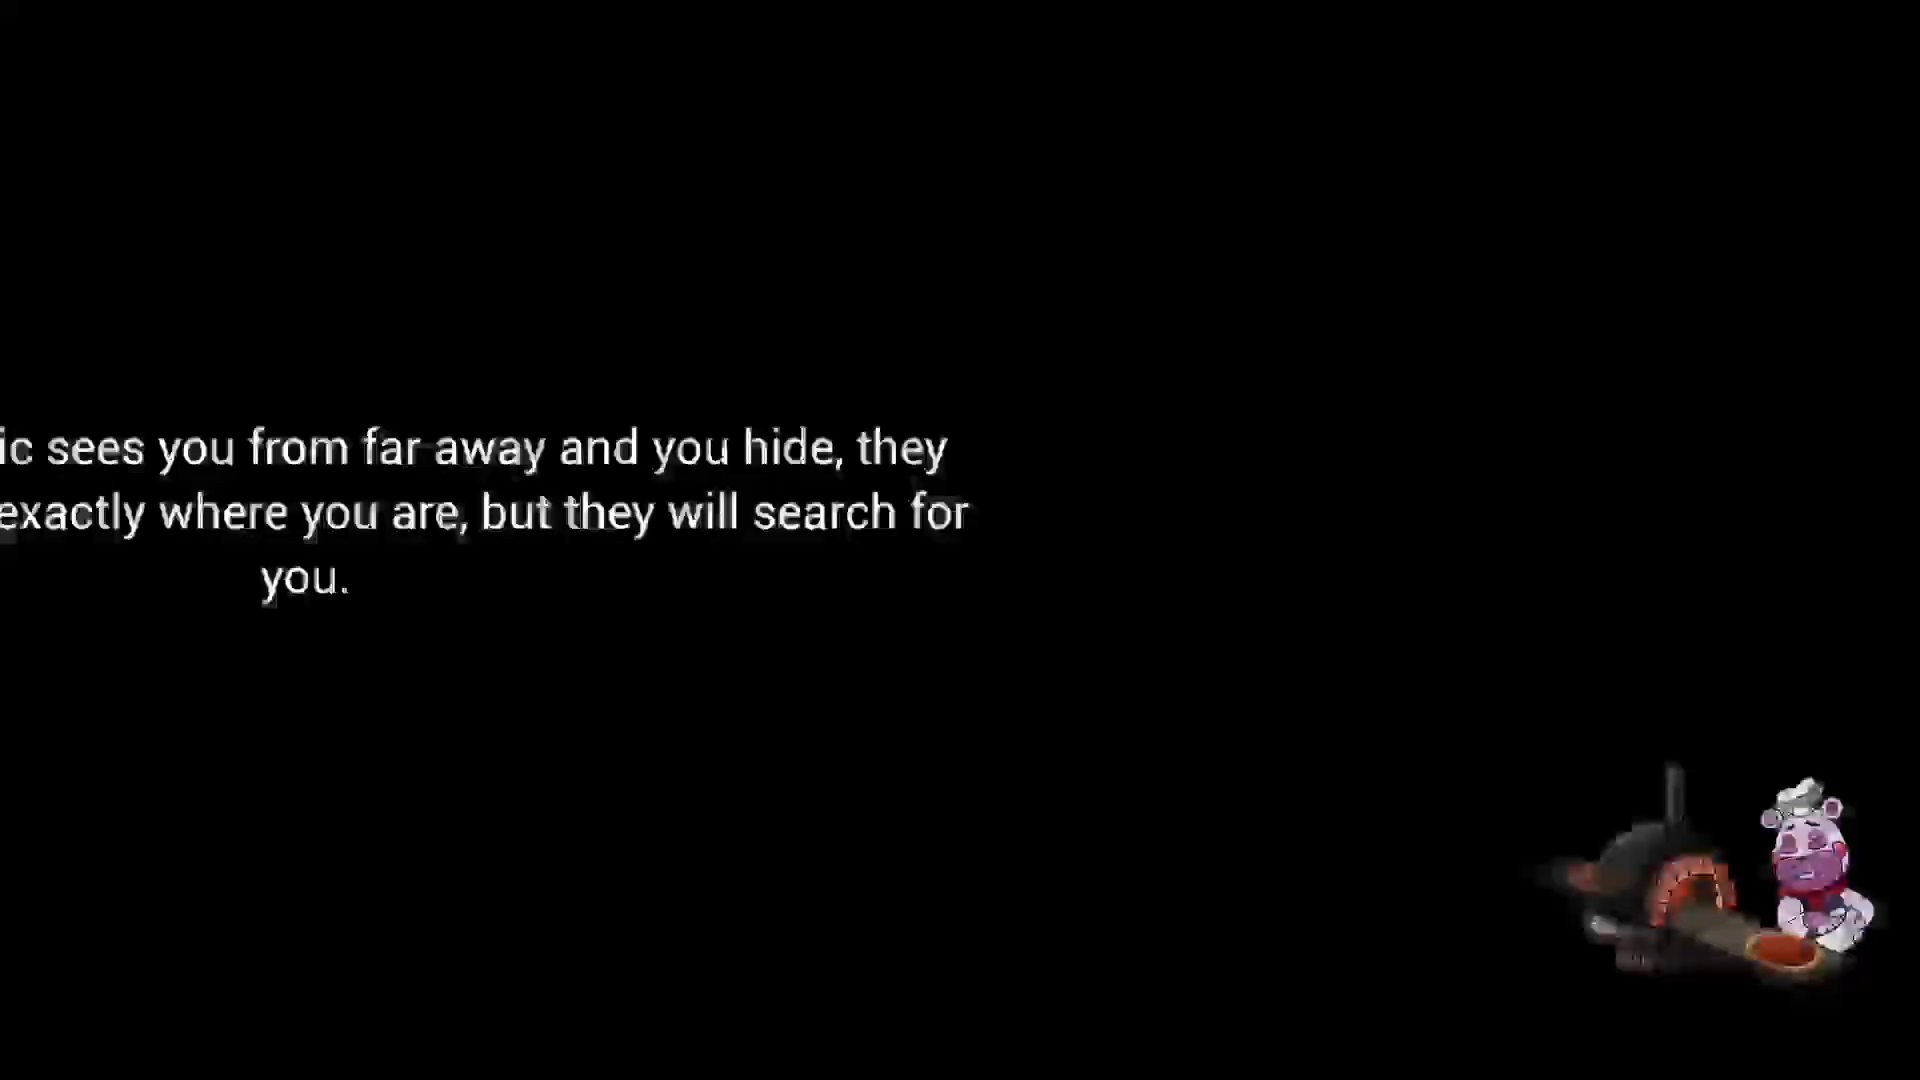 ic sees you from far away and you hide, they
exactly where you are, but they will search for
you.